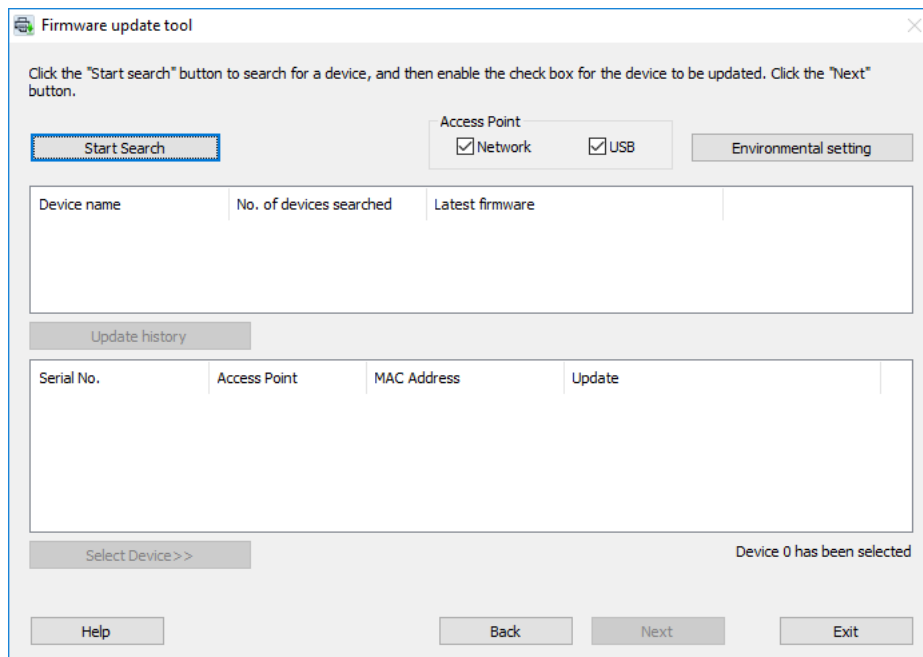 Firmware update tool
Click the "Start search" button to search for a device, and then enable the check box for the device to be updated. Click the "Next"
button.
Access Point
Start Search
Network
USB
Environmental setting
Device name
No. of devices searched
Latest firmware
Update history
Serial No.
Access Point
MAC Address
Update
Select Device>>
Device 0 has been selected
Help
Back
Next
Exit